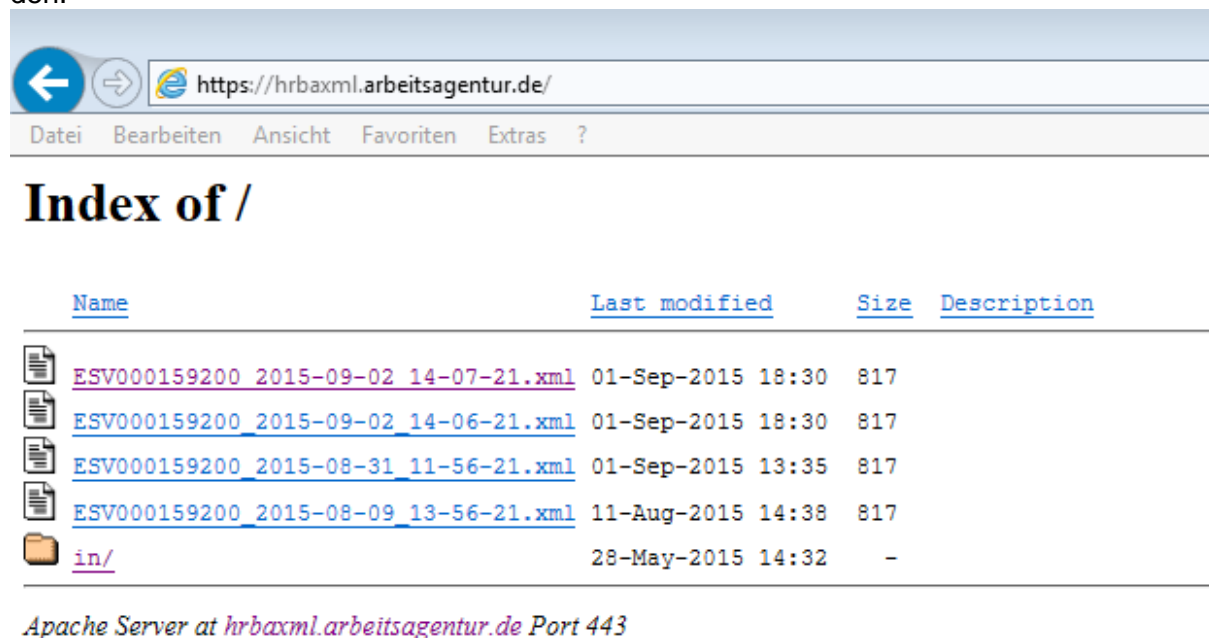 den.
https://hrbaxml.arbeitsagentur.de/
Datei Bearbeiten Ansicht Favoriten Extras ?
Index of /
Name Last modified Size Description
ESV000159200_2015-09-02_14-07-21.xml 01-Sep-2015 18:30 817
ESV000159200_2015-09-02_14-06-21.xml 01-Sep-2015 18:30 817
ESV000159200_2015-08-31_11-56-21.xml 01-Sep-2015 13:35 817
ESV000159200_2015-08-09_13-56-21.xml 11-Aug-2015 14:38 817
in/ 28-May-2015 14:32 -
Apache Server at hrbaxml.arbeitsagentur.de Port 443